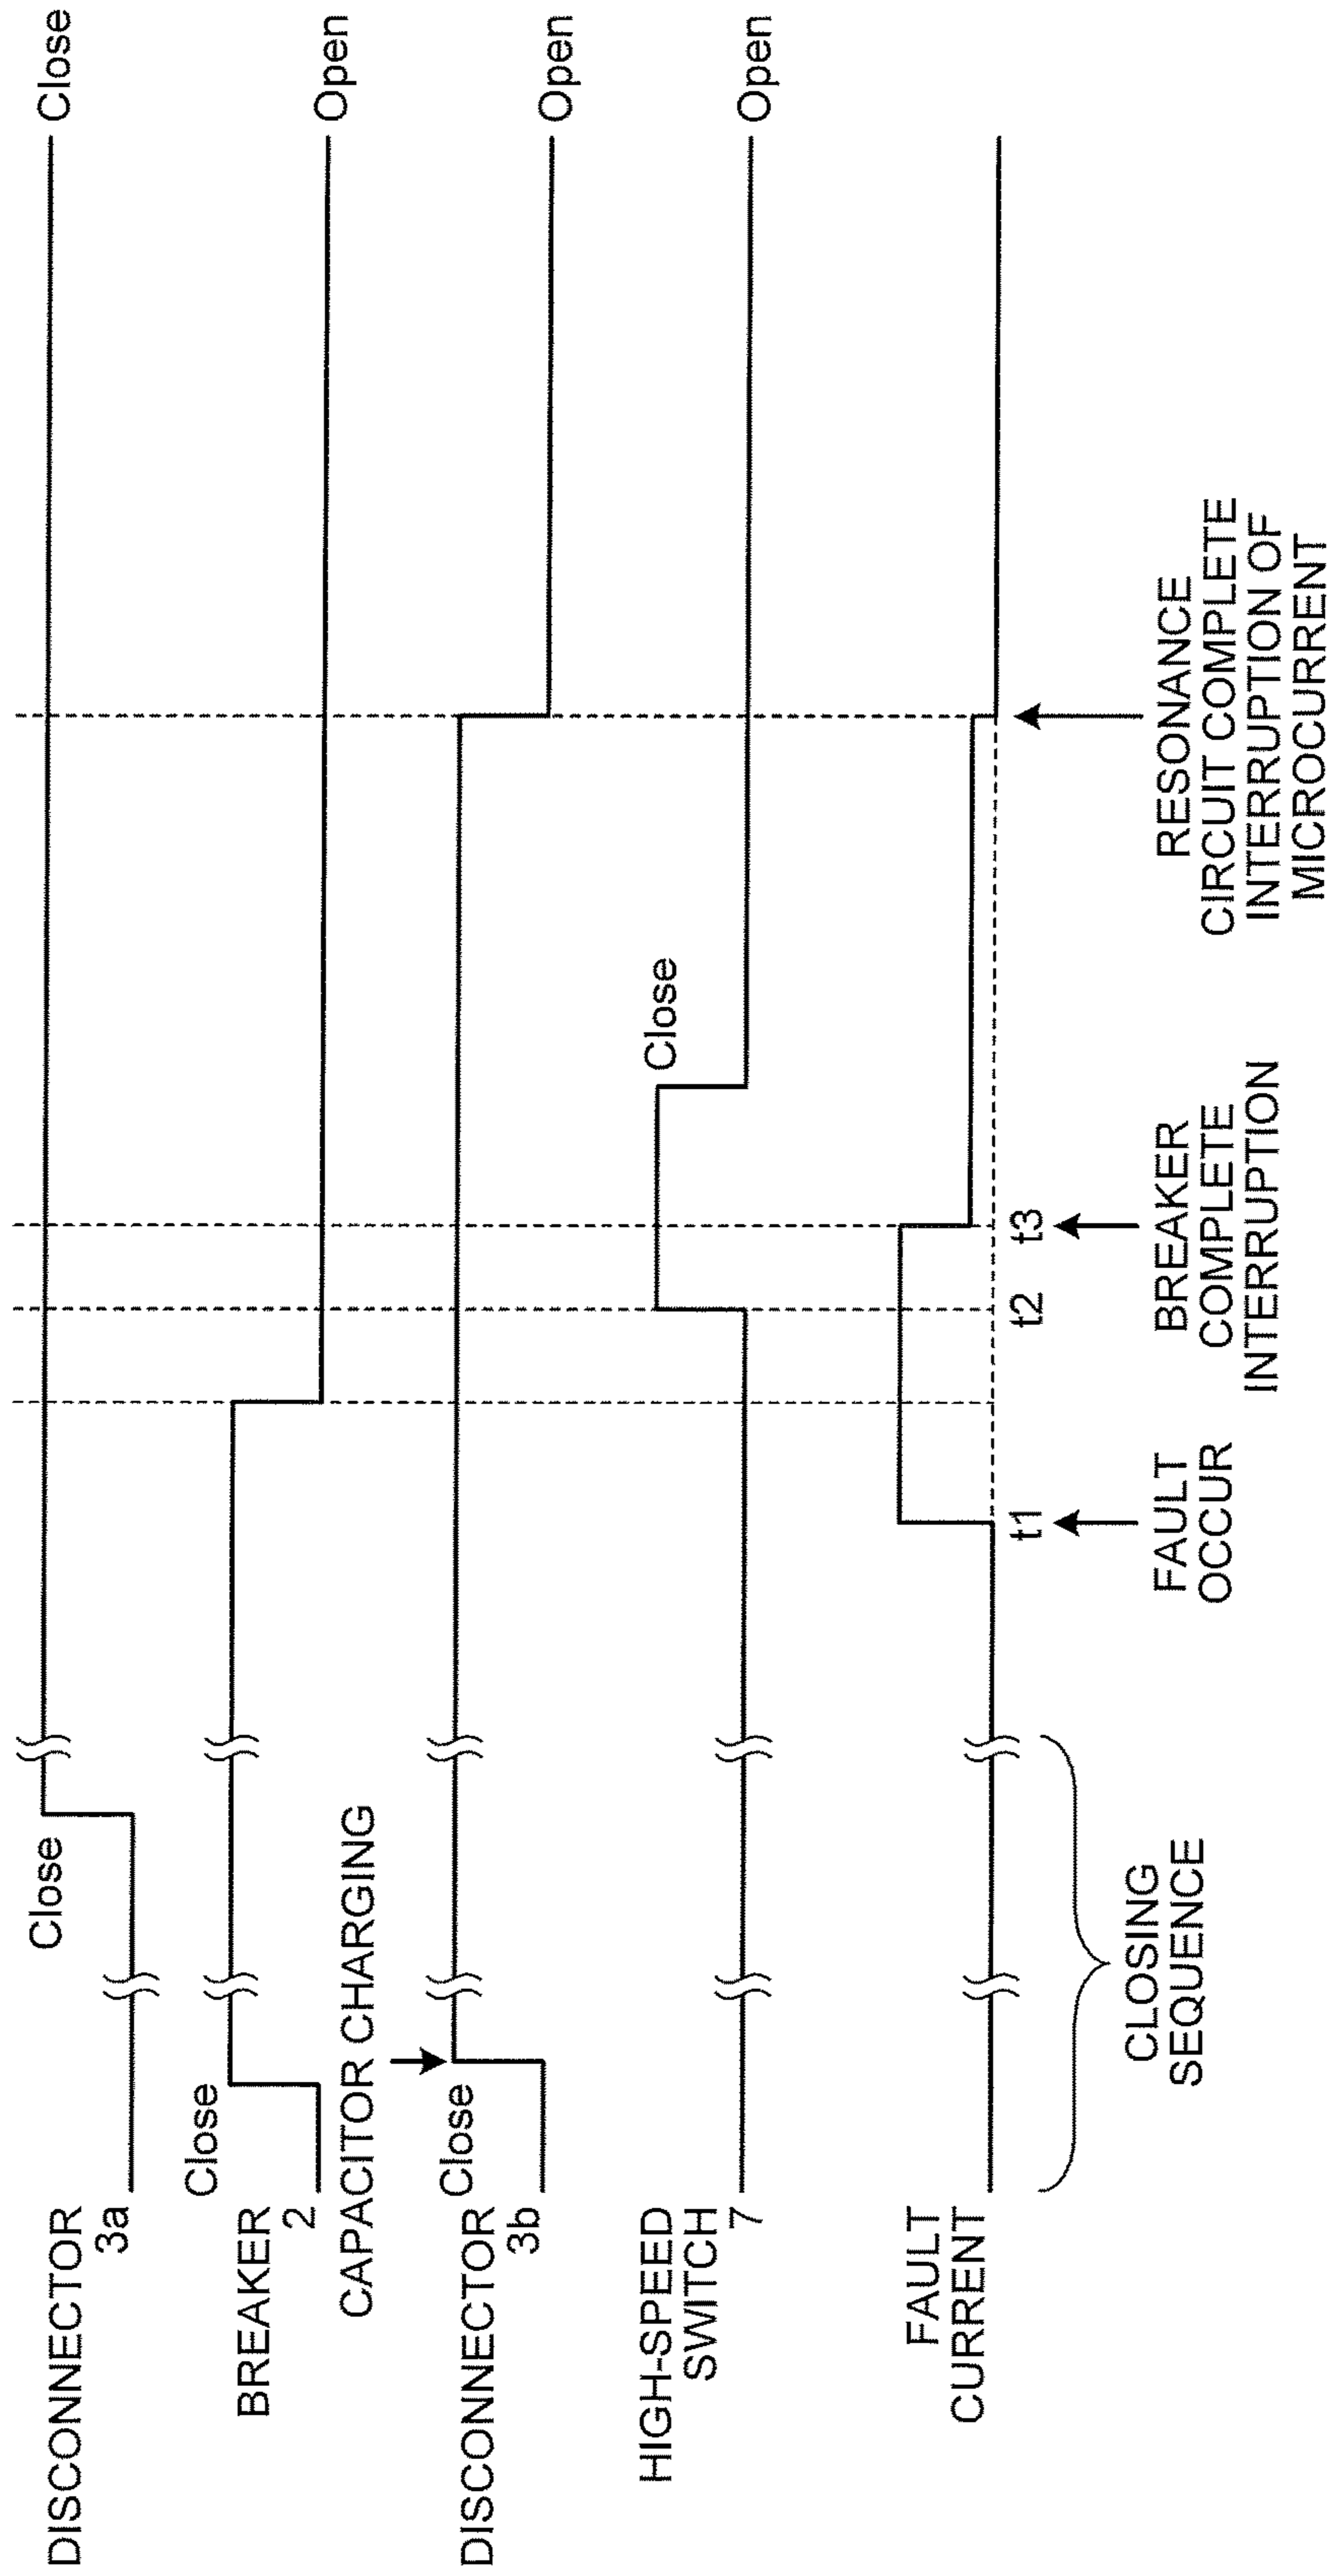 DISCONNECTOR
3a
Close
Close
BREAKER
2
Close
Open
CAPACITOR CHARGING
DISCONNECTOR
3b
Close
Open
HIGH-SPEED
SWITCH
7
Close
Open
FAULT
CURRENT
t1
t2
t3
CLOSING
SEQUENCE
FAULT
OCCUR
BREAKER
COMPLETE
INTERRUPTION
RESONANCE
CIRCUIT COMPLETE
INTERRUPTION OF
MICROCURRENT